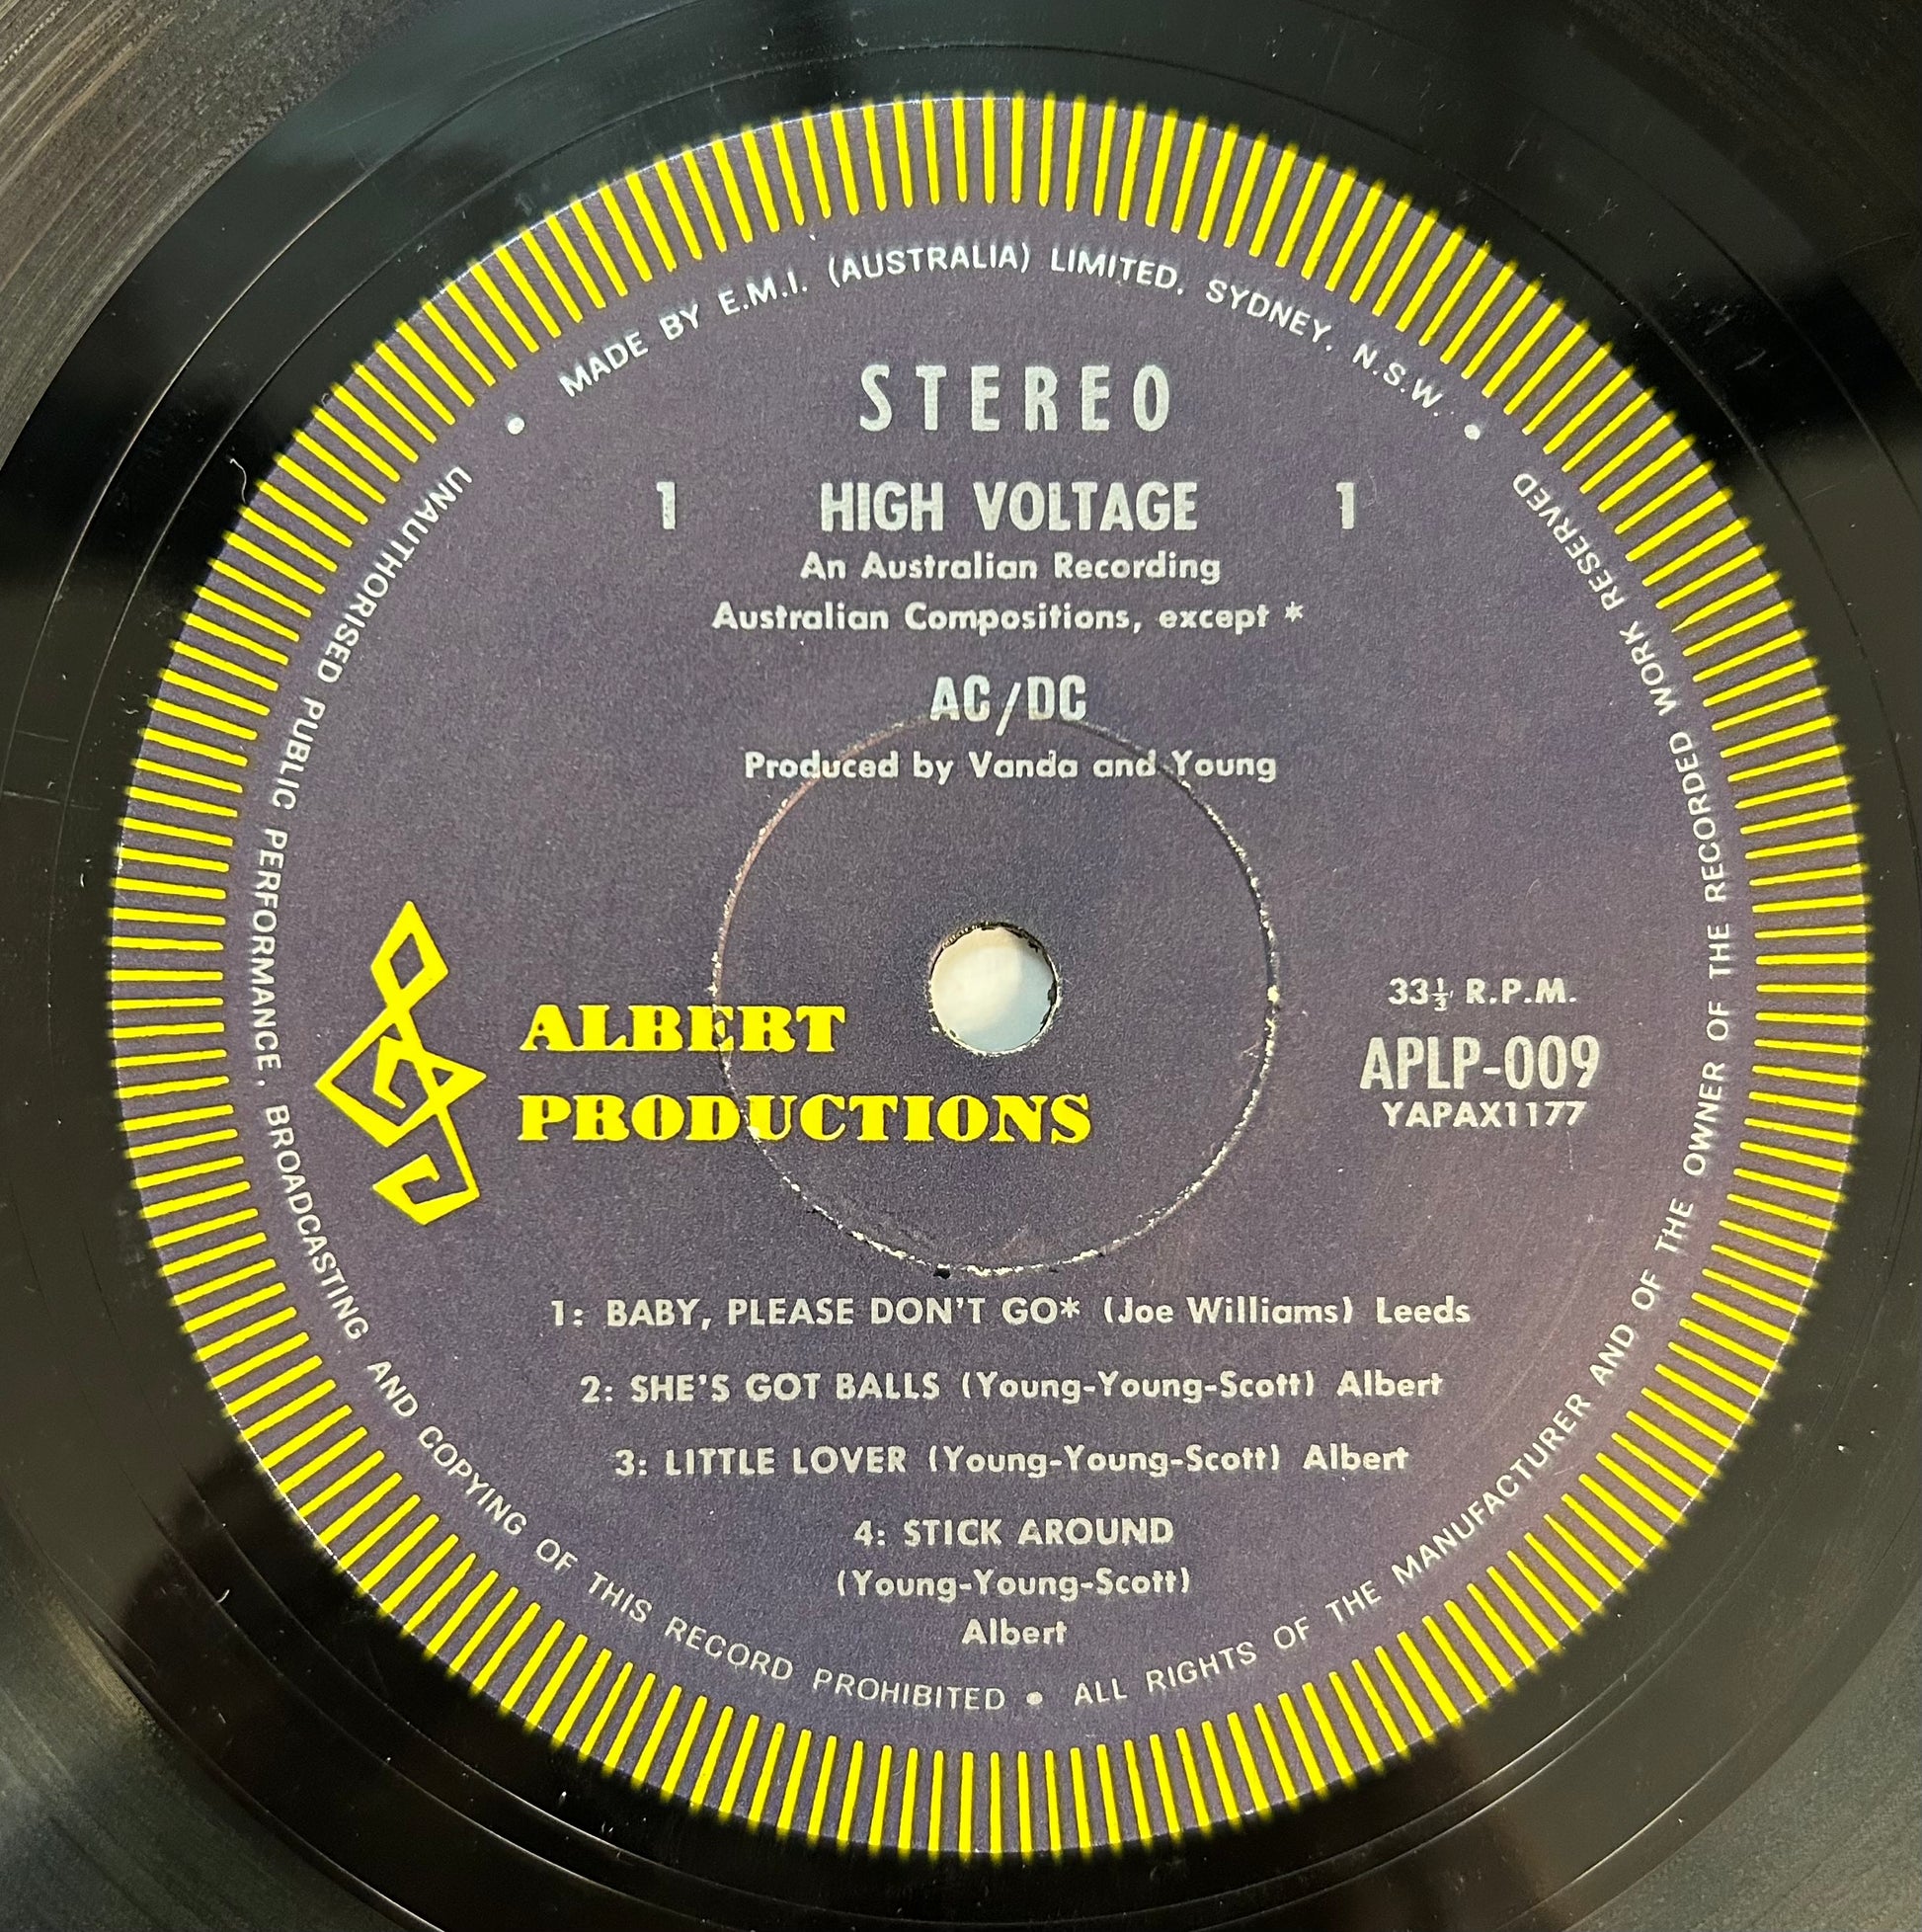 MADE BY E.M.I. (AUSTRALIA) LIMITED, SYDNEY, N.S.W.
STEREO
1 HIGH VOLTAGE 1
An Australian Recording
Australian Compositions, except *
AC/DC
Produced by Vanda and Young
ALBERT
PRODUCTIONS
33⅓ R.P.M.
APLP-009
YAPAX1177
1: BABY, PLEASE DON'T GO* (Joe Williams) Leeds
2: SHE'S GOT BALLS (Young-Young-Scott) Albert
3: LITTLE LOVER (Young-Young-Scott) Albert
4: STICK AROUND
(Young-Young-Scott)
Albert
UNAUTHORISED PUBLIC PERFORMANCE, BROADCASTING AND COPYING OF THIS RECORD PROHIBITED • ALL RIGHTS OF THE MANUFACTURER AND OF THE OWNER OF THE RECORDED WORK RESERVED